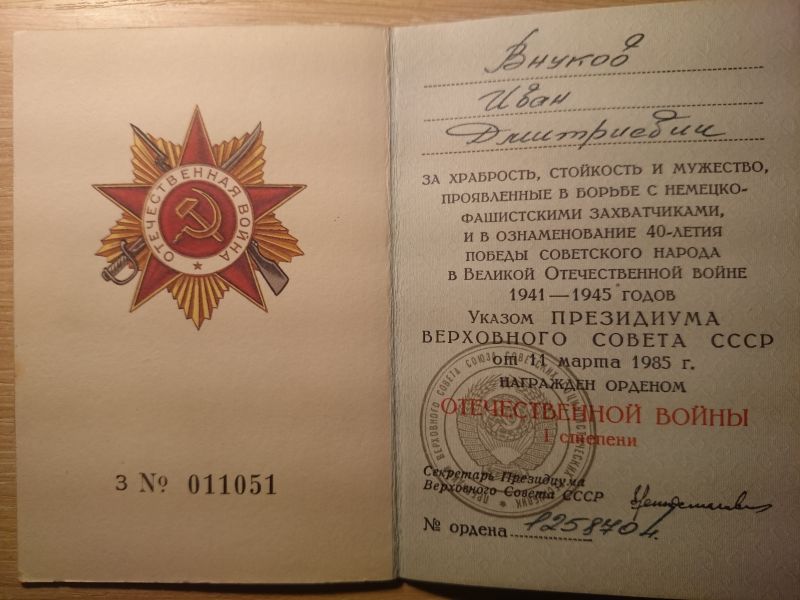 ОТЕЧЕСТВЕННАЯ ВОЙНА
З № 011051
Внуков
Иван
Дмитриевич
ЗА ХРАБРОСТЬ, СТОЙКОСТЬ И МУЖЕСТВО,
ПРОЯВЛЕННЫЕ В БОРЬБЕ С НЕМЕЦКО-
ФАШИСТСКИМИ ЗАХВАТЧИКАМИ,
И В ОЗНАМЕНОВАНИЕ 40-ЛЕТИЯ
ПОБЕДЫ СОВЕТСКОГО НАРОДА
В ВЕЛИКОЙ ОТЕЧЕСТВЕННОЙ ВОЙНЕ
1941—1945 ГОДОВ
УКАЗОМ ПРЕЗИДИУМА
ВЕРХОВНОГО СОВЕТА СССР
от 11 марта 1985 г.
НАГРАЖДЕН ОРДЕНОМ
ОТЕЧЕСТВЕННОЙ ВОЙНЫ
I степени
Секретарь Президиума
Верховного Совета СССР
№ ордена 1258704